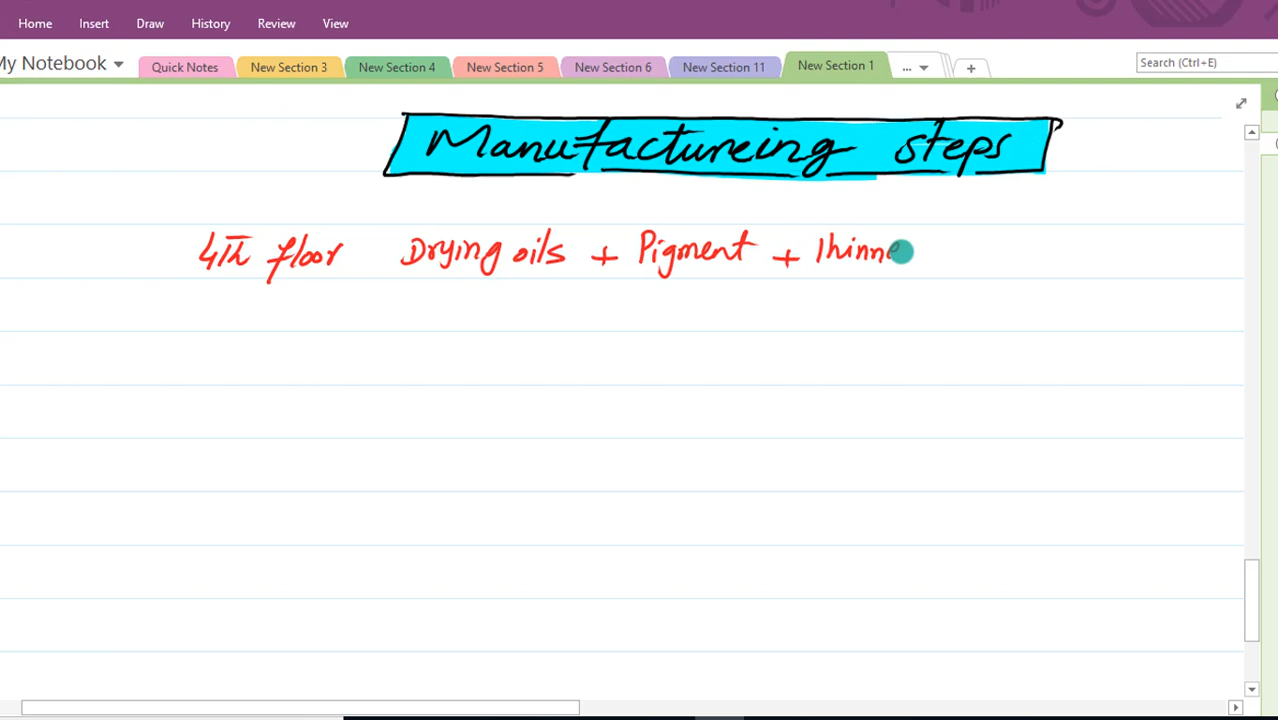 Home Insert Draw History Review View
My Notebook Quick Notes New Section 3 New Section 4 New Section 5 New Section 6 New Section 11 New Section 1 ... + Search (Ctrl+E)
Manufactureing steps
4th floor Drying oils + Pigment + Thinne